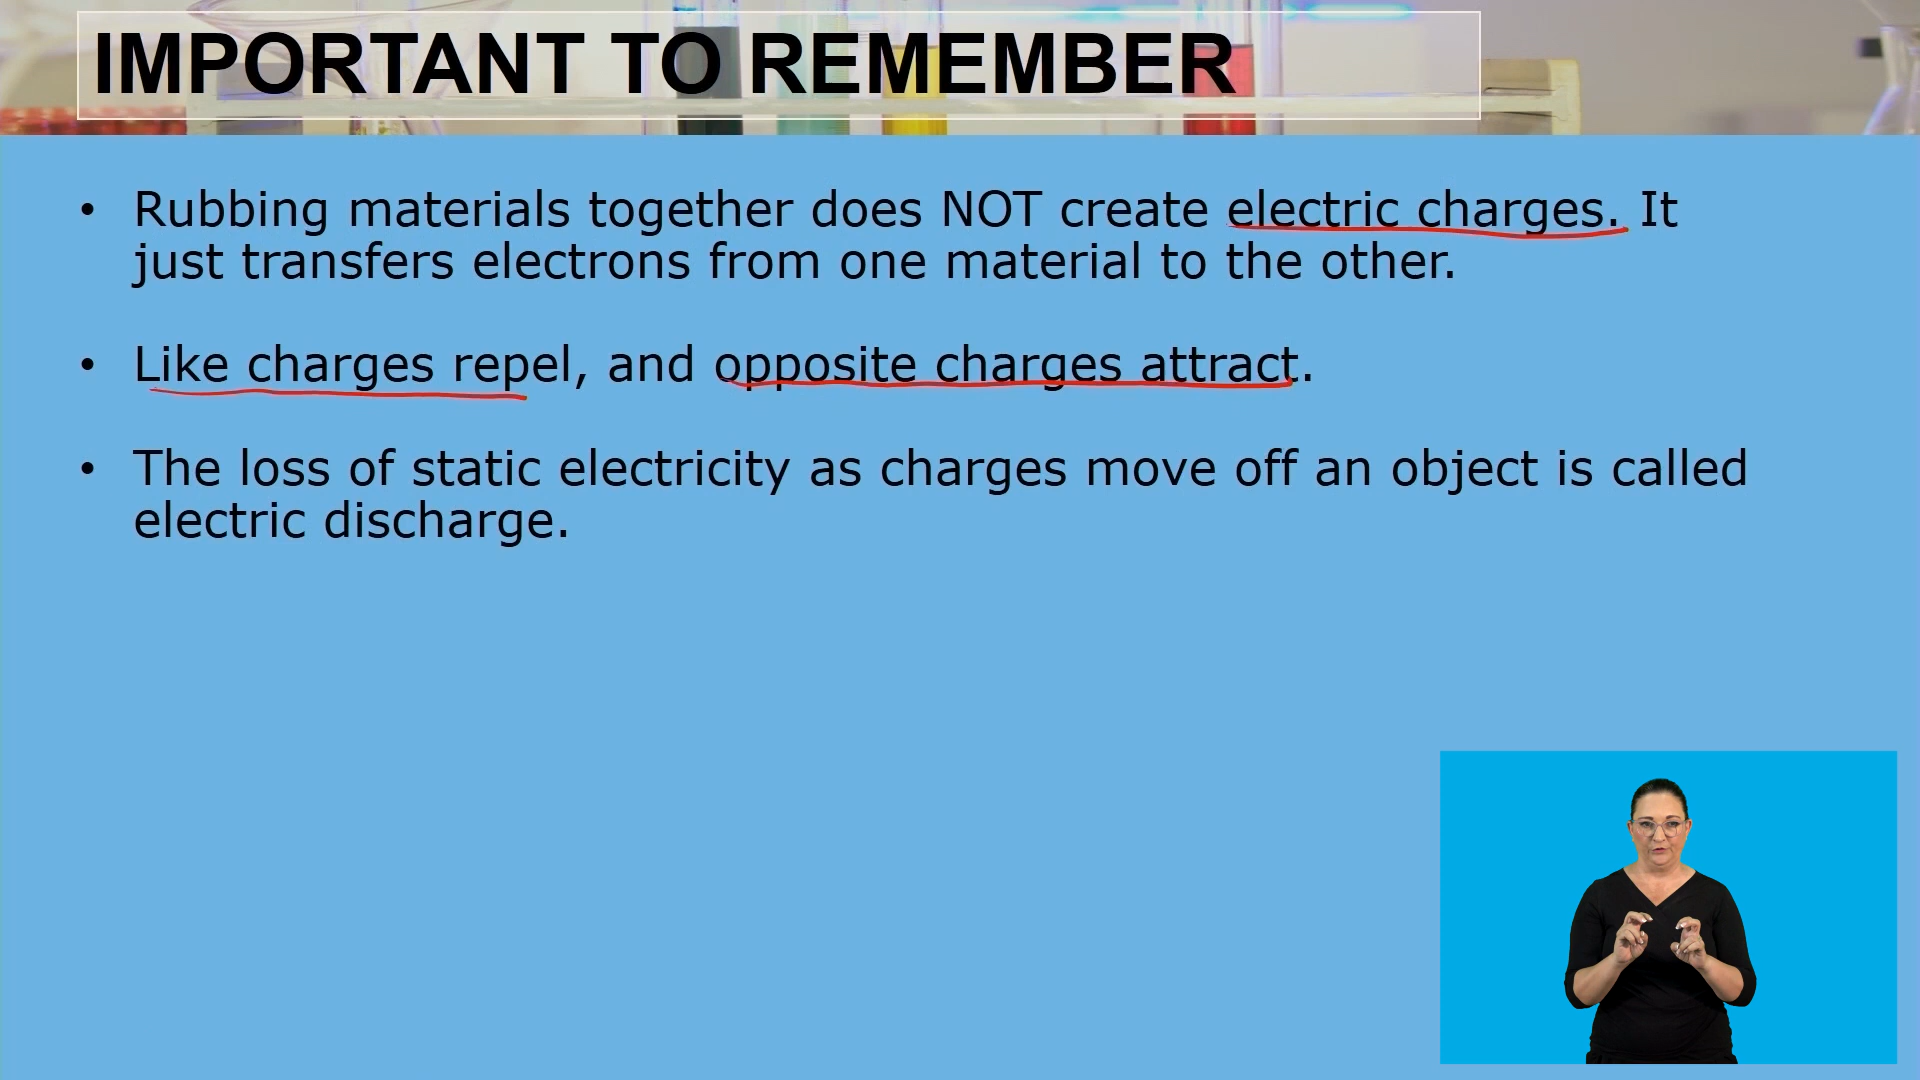 IMPORTANT TO REMEMBER
• Rubbing materials together does NOT create electric charges. It
just transfers electrons from one material to the other.
• Like charges repel, and opposite charges attract.
• The loss of static electricity as charges move off an object is called
electric discharge.